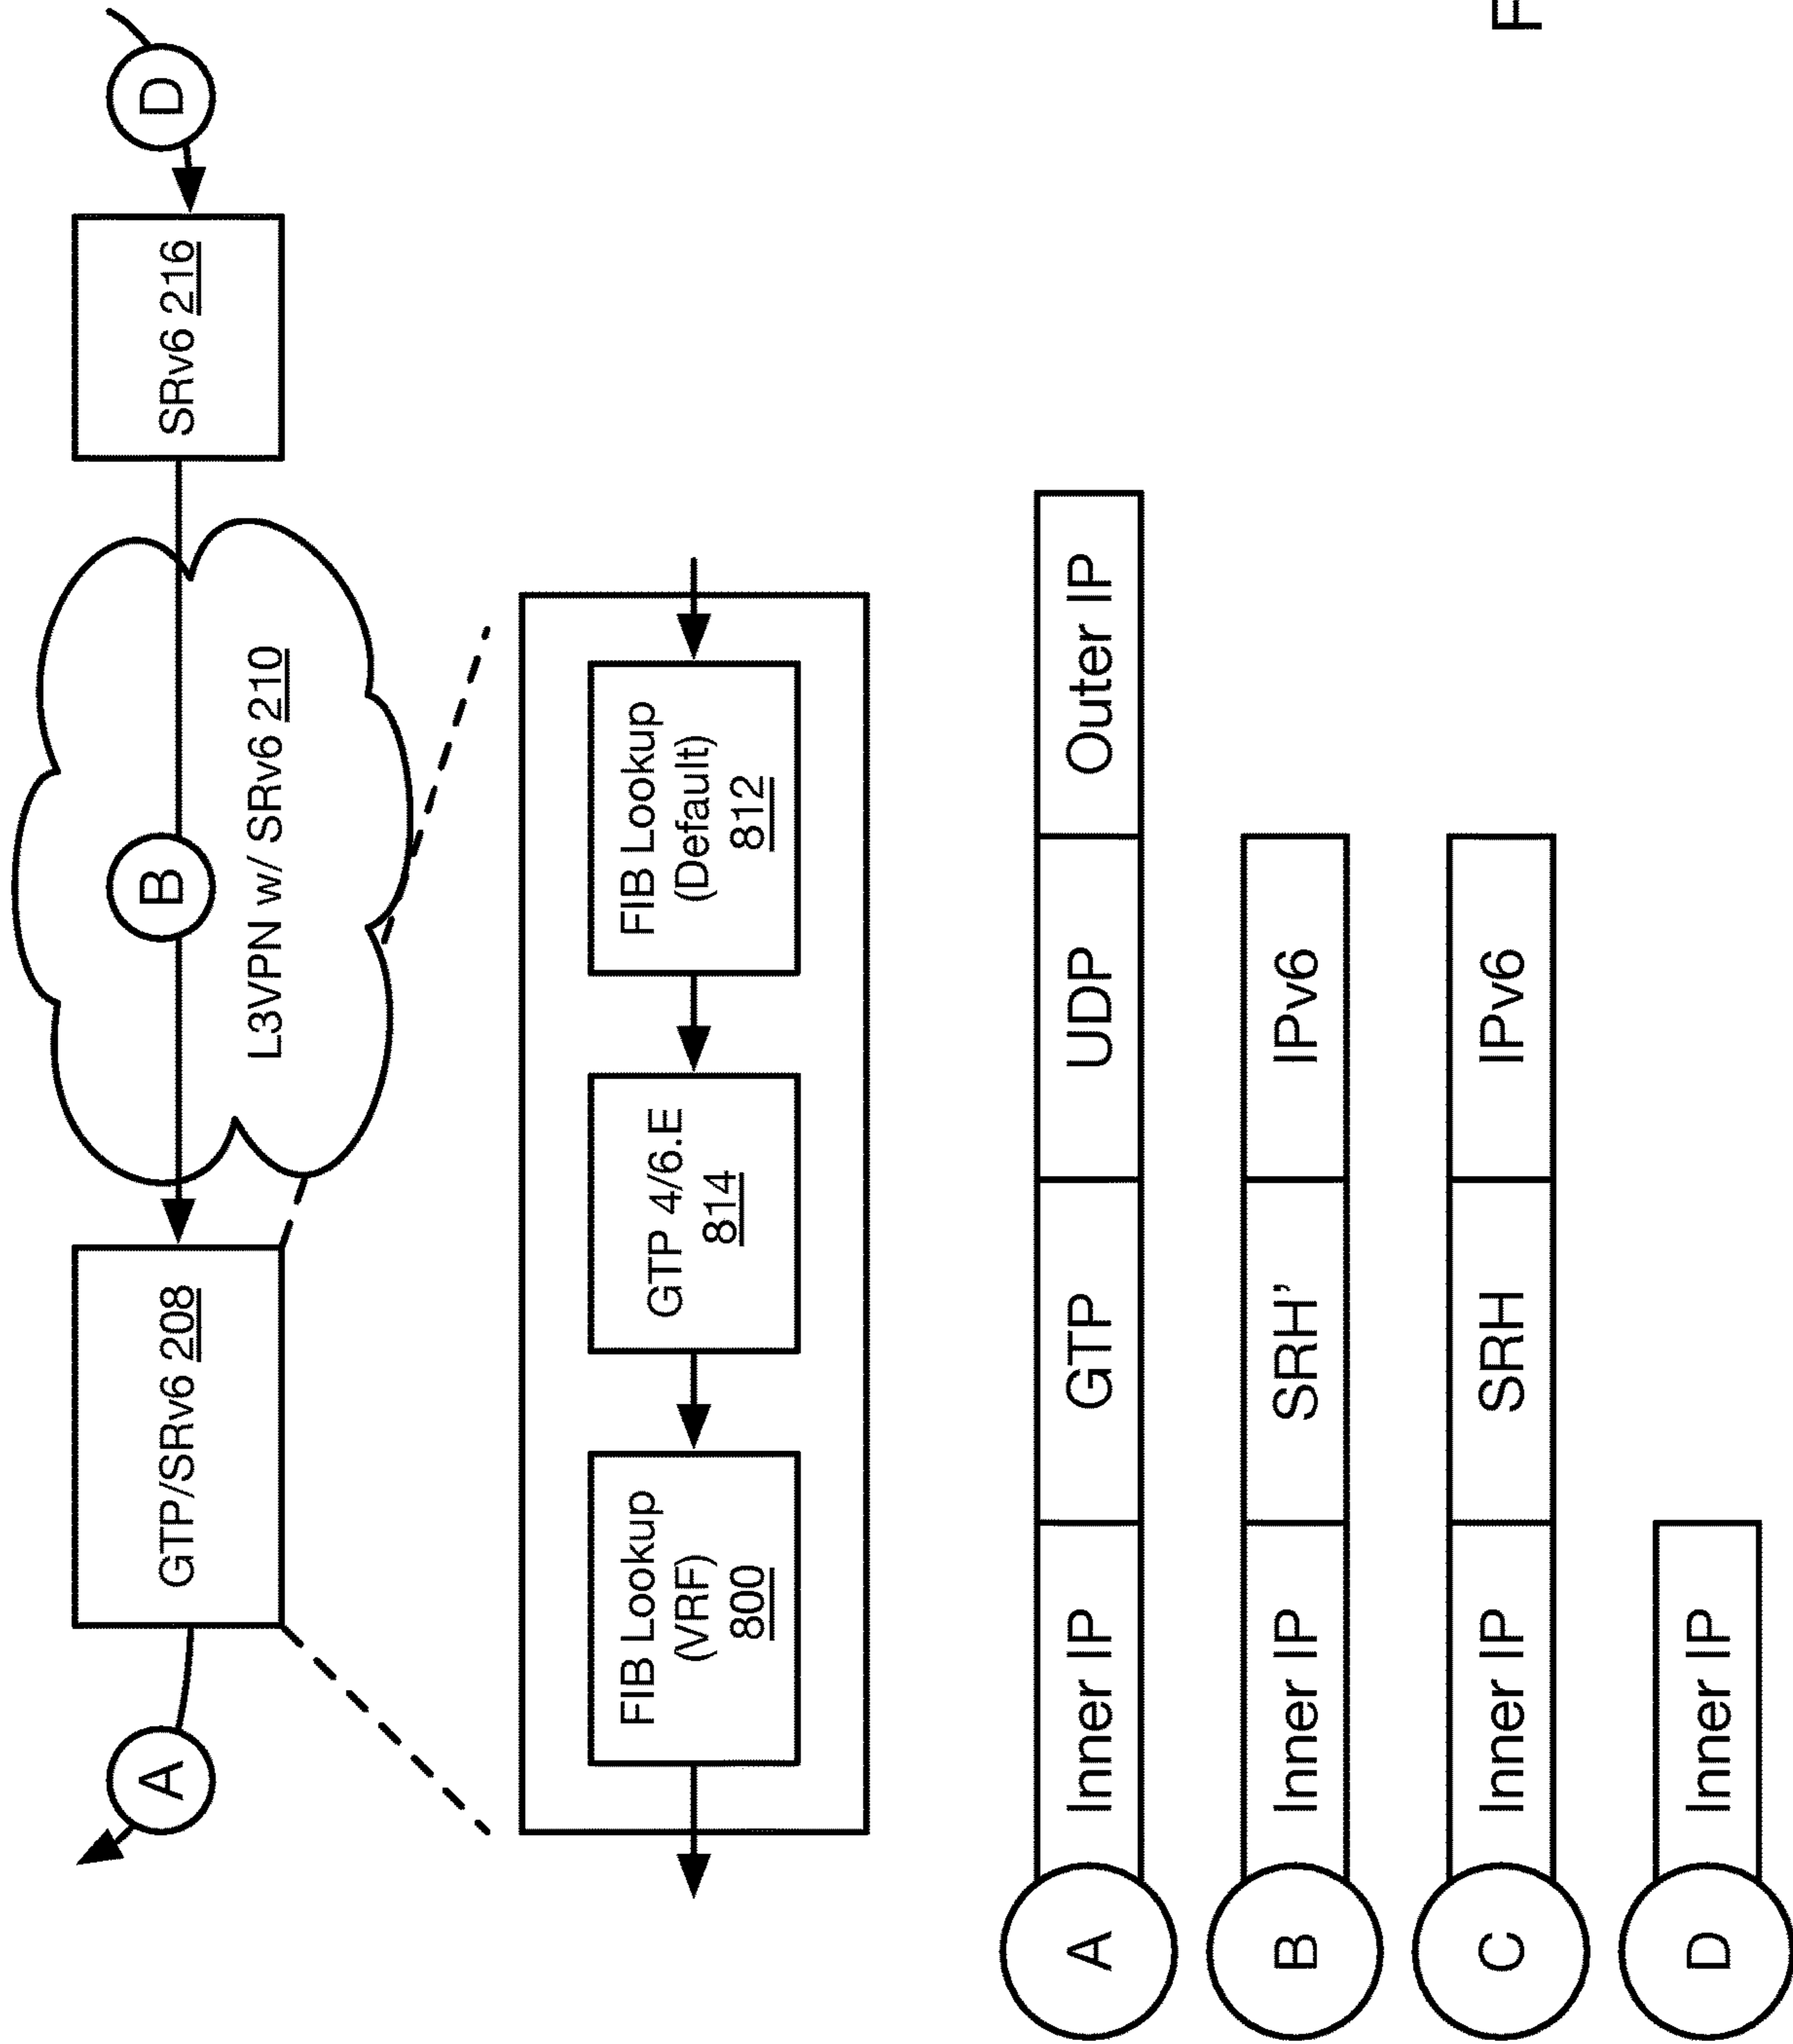 A
GTP/SRv6 208
B
L3VPN w/ SRv6 210
SRv6 216
D
FIB Lookup
(VRF)
800
GTP 4/6.E
814
FIB Lookup
(Default)
812
A Inner IP GTP UDP Outer IP
B Inner IP SRH' IPv6
C Inner IP SRH IPv6
D Inner IP
F